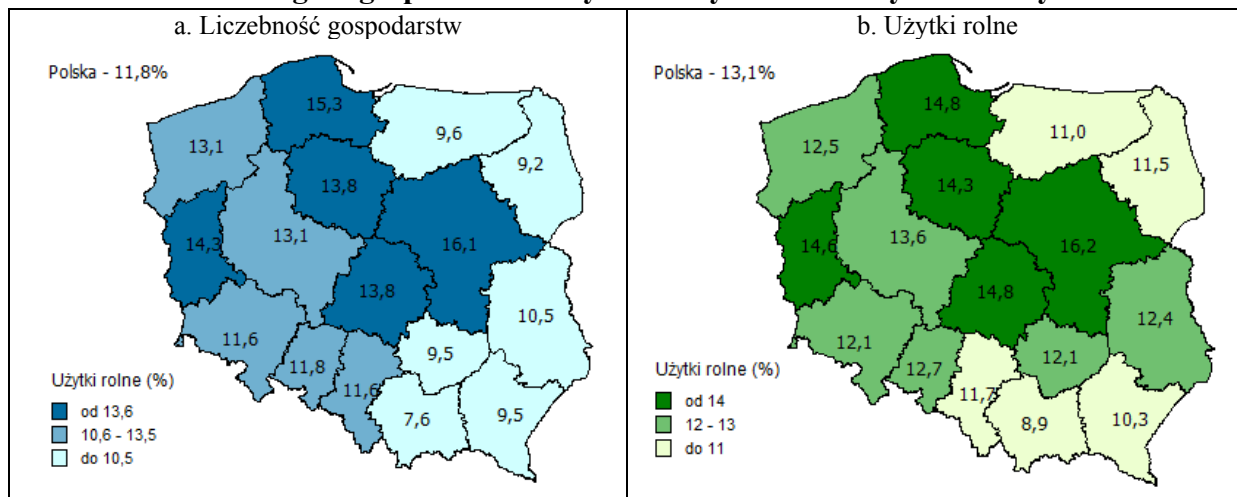 a. Liczebność gospodarstw
Polska - 11,8%
15,3
9,6
13,1
9,2
13,8
14,3
13,1
16,1
13,8
10,5
11,6
11,8
11,6
9,5
7,6
9,5
Użytki rolne (%)
od 13,6
10,6 - 13,5
do 10,5
b. Użytki rolne
Polska - 13,1%
14,8
11,0
12,5
11,5
14,3
14,6
13,6
16,2
14,8
12,4
12,1
12,7
11,7
12,1
8,9
10,3
Użytki rolne (%)
od 14
12 - 13
do 11